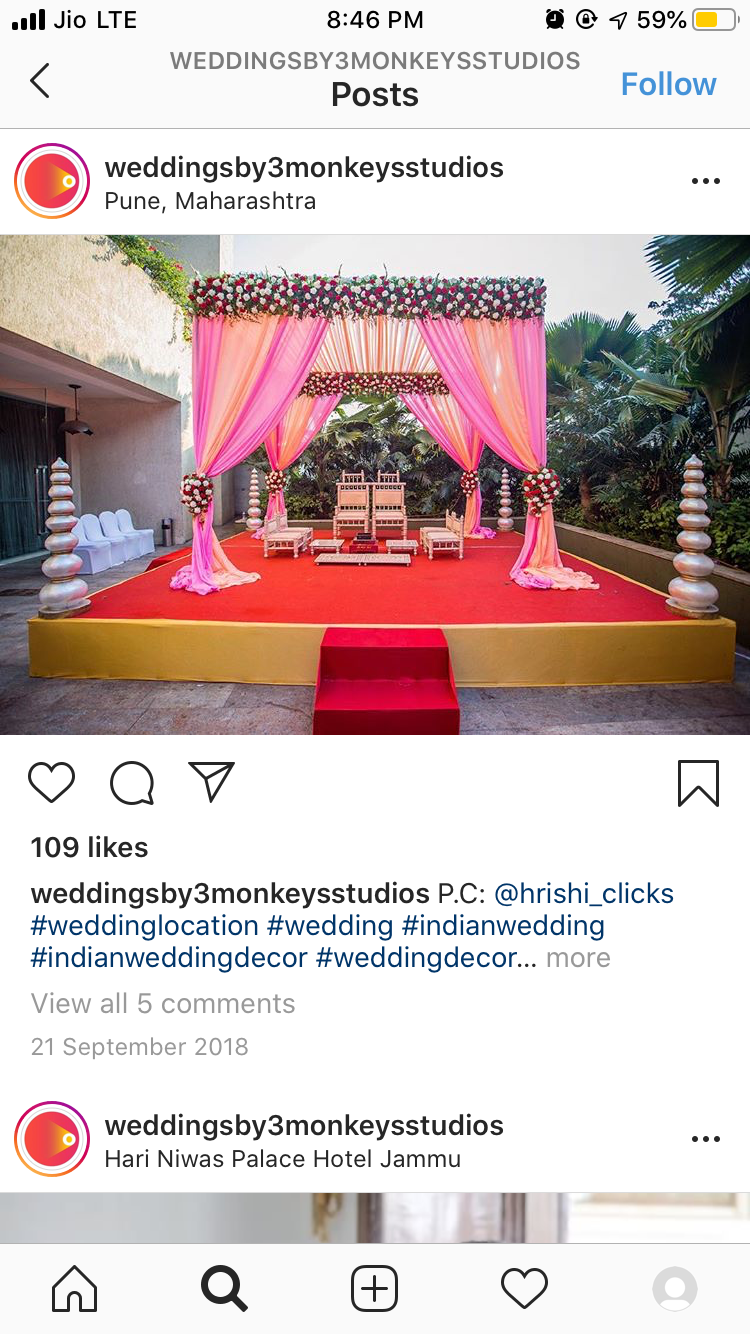 Jio LTE 8:46 PM 59%
WEDDINGSBY3MONKEYSSTUDIOS
Posts
Follow
weddingsby3monkeysstudios
Pune, Maharashtra
109 likes
weddingsby3monkeysstudios P.C: @hrishi_clicks
#weddinglocation #wedding #indianwedding
#indianweddingdecor #weddingdecor... more
View all 5 comments
21 September 2018
weddingsby3monkeysstudios
Hari Niwas Palace Hotel Jammu